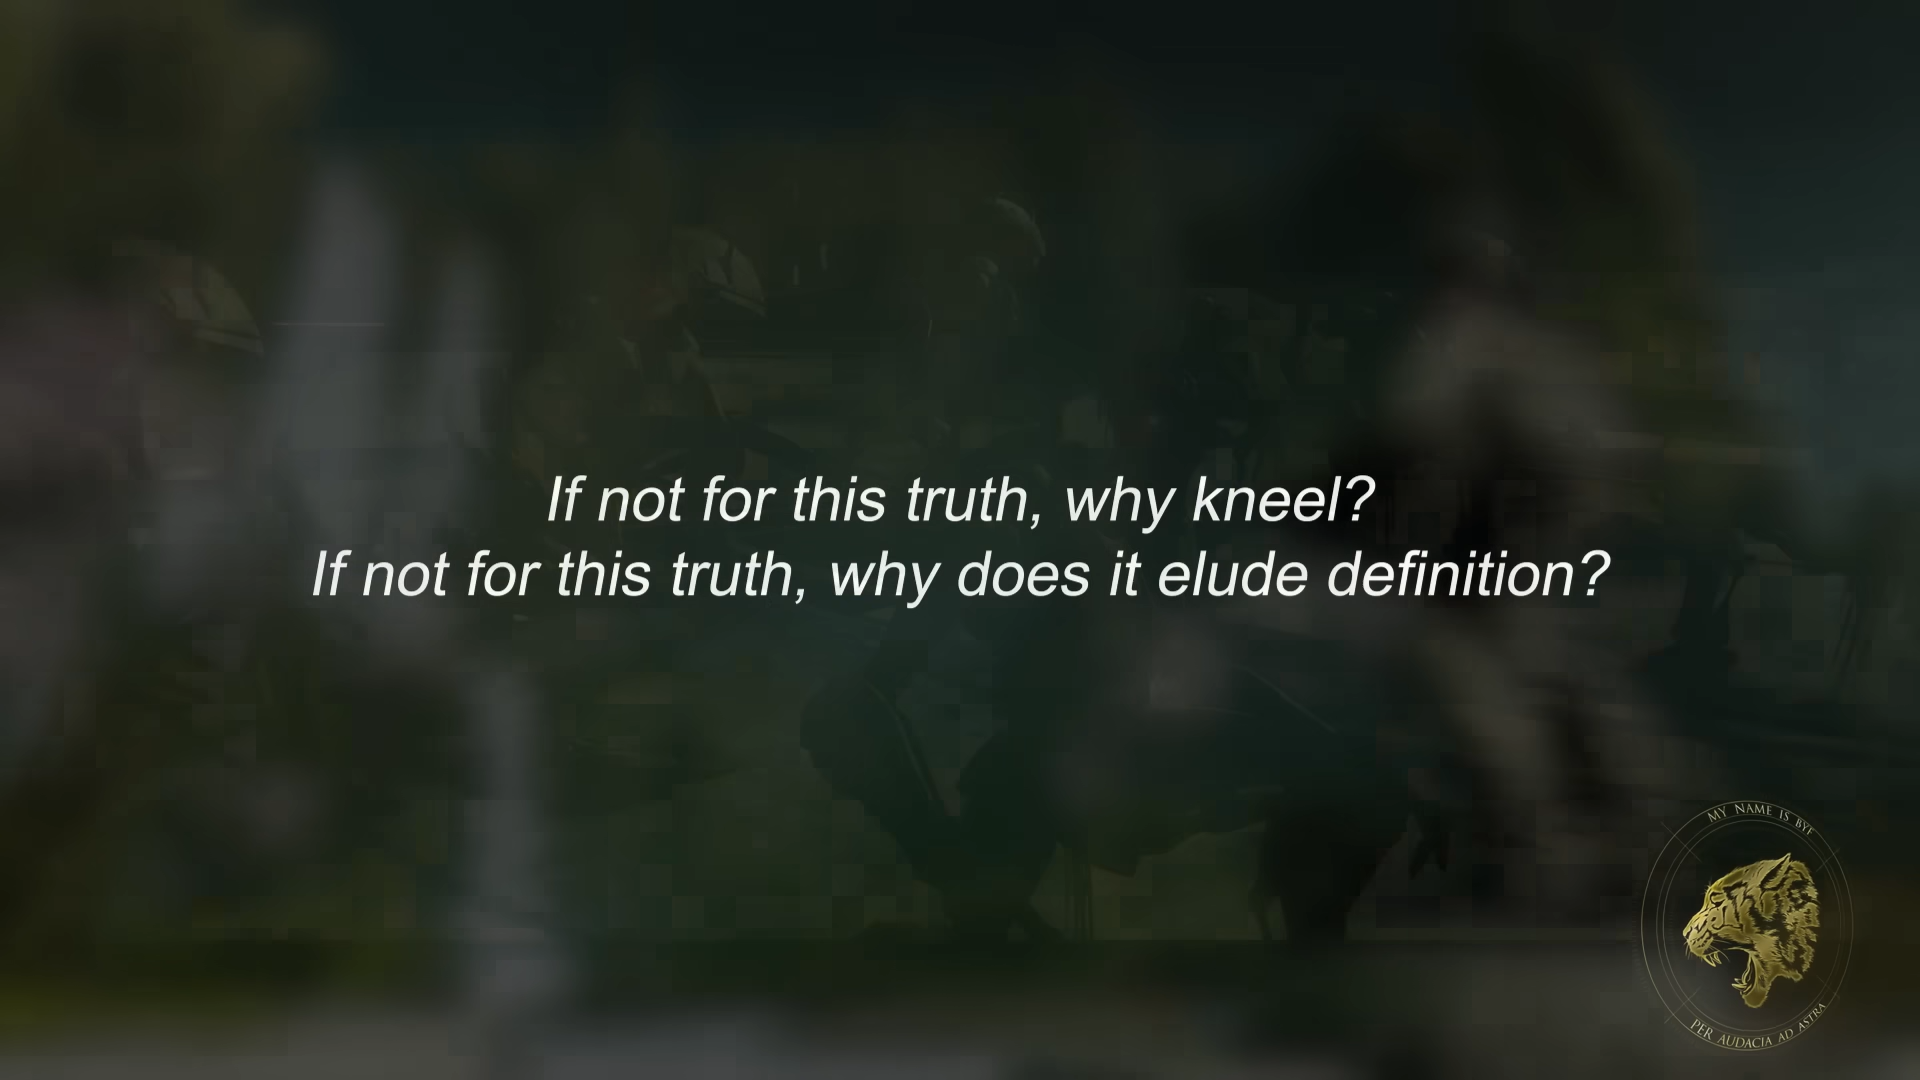 If not for this truth, why kneel?
If not for this truth, why does it elude definition?
MY NAME IS BYF
PER AUDACIA AD ASTRA